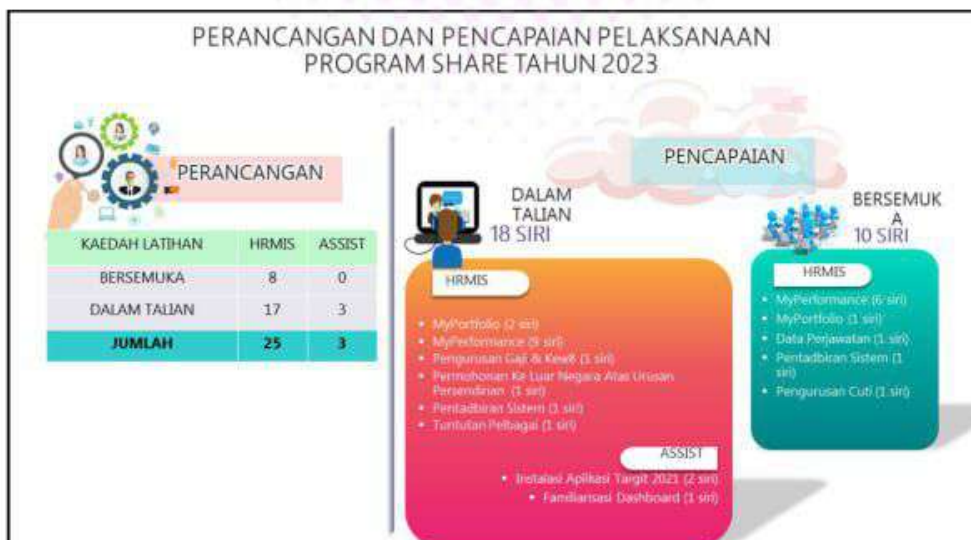 PERANCANGAN DAN PENCAPAIAN PELAKSANAAN
PROGRAM SHARE TAHUN 2023
PERANCANGAN
KAEDAH LATIHAN HRMIS ASSIST
BERSEMUKA 8 0
DALAM TALIAN 17 3
JUMLAH 25 3
PENCAPAIAN
DALAM
TALIAN
18 SIRI
HRMIS
• MyPortfolio (2 siri)
• MyPerformance (9 siri)
• Pengurusan Gaji & Kew8 (1 siri)
• Permohonan Ke Luar Negara Atas Urusan
Persendirian (1 siri)
• Pentadbiran Sistem (1 siri)
• Tuntutan Pelbagai (1 siri)
ASSIST
• Instalasi Aplikasi Targit 2021 (2 siri)
• Familiarisasi Dashboard (1 siri)
BERSEMUK
A
10 SIRI
HRMIS
• MyPerformance (6 siri)
• MyPortfolio (1 siri)
• Data Perjawatan (1 siri)
• Pentadbiran Sistem (1
siri)
• Pengurusan Cuti (1 siri)